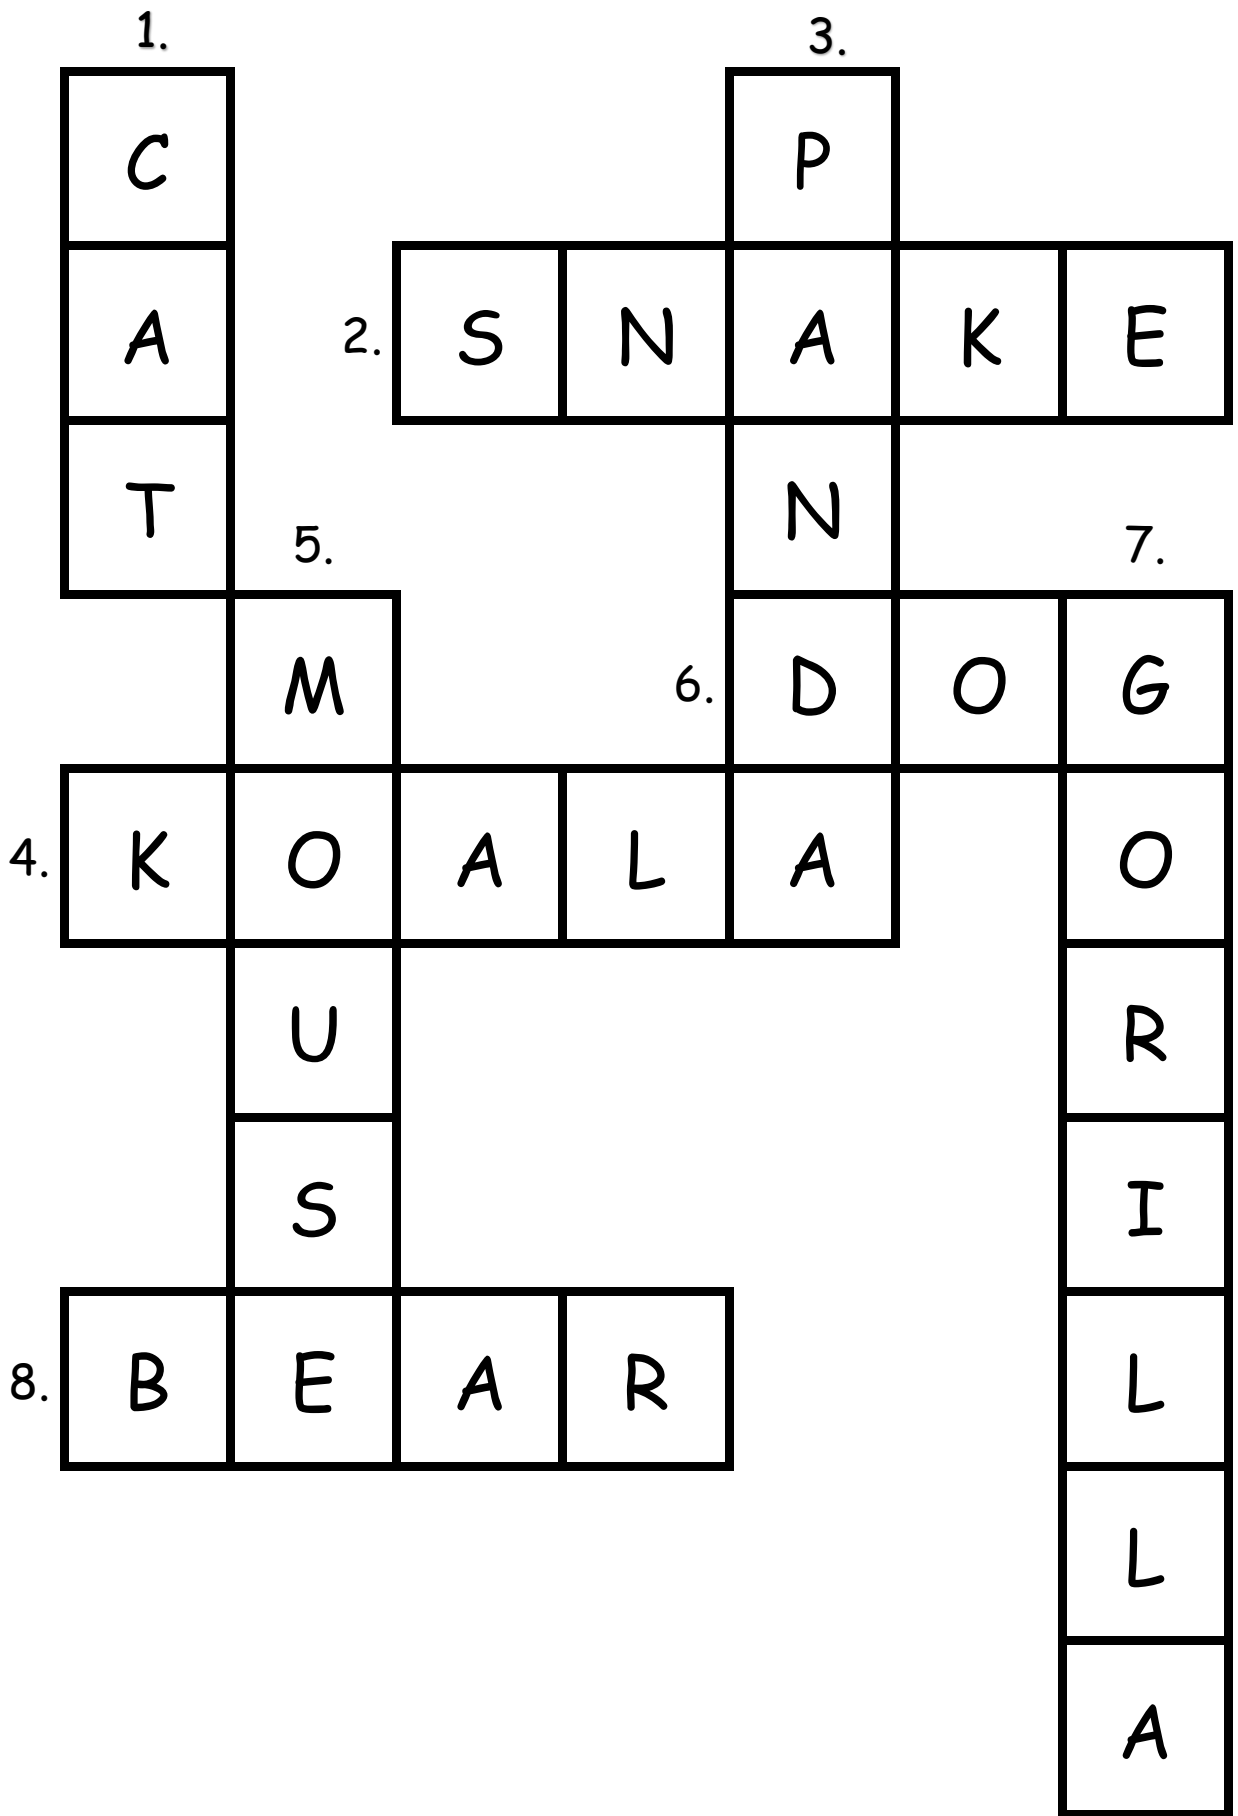 1. 3.
C P
A 2. S N A K E
T N
5. 7.
M 6. D O G
4. K O A L A O
U R
S I
8. B E A R L
L
A